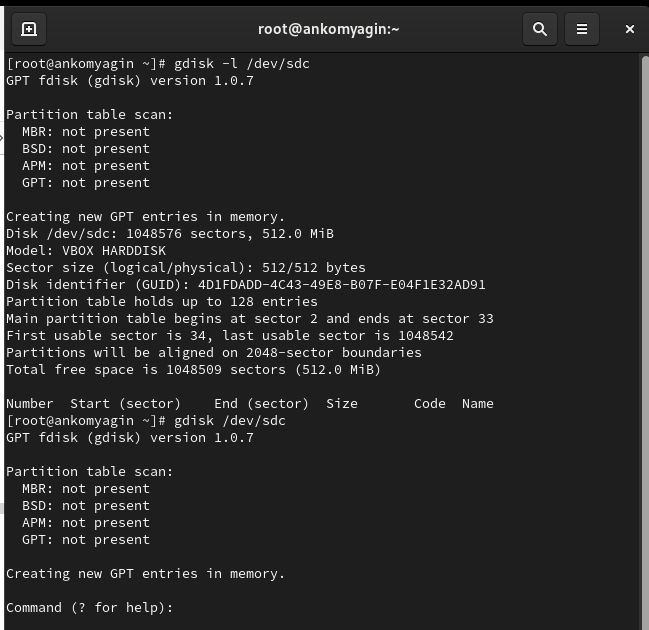 root@ankomyagin:~
[root@ankomyagin ~]# gdisk -l /dev/sdc
GPT fdisk (gdisk) version 1.0.7
Partition table scan:
MBR: not present
BSD: not present
APM: not present
GPT: not present
Creating new GPT entries in memory.
Disk /dev/sdc: 1048576 sectors, 512.0 MiB
Model: VBOX HARDDISK
Sector size (logical/physical): 512/512 bytes
Disk identifier (GUID): 4D1FDADD-4C43-49E8-B07F-E04F1E32AD91
Partition table holds up to 128 entries
Main partition table begins at sector 2 and ends at sector 33
First usable sector is 34, last usable sector is 1048542
Partitions will be aligned on 2048-sector boundaries
Total free space is 1048509 sectors (512.0 MiB)
Number  Start (sector)    End (sector)  Size       Code  Name
[root@ankomyagin ~]# gdisk /dev/sdc
GPT fdisk (gdisk) version 1.0.7
Partition table scan:
MBR: not present
BSD: not present
APM: not present
GPT: not present
Creating new GPT entries in memory.
Command (? for help):